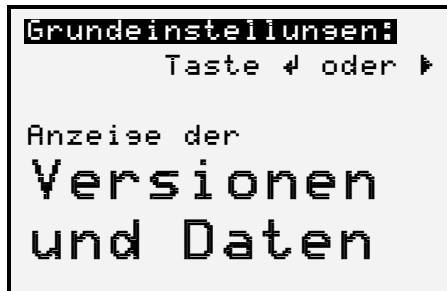 Grundeinstellungen:
Taste ↲ oder ▶
Anzeige der
Versionen
und Daten